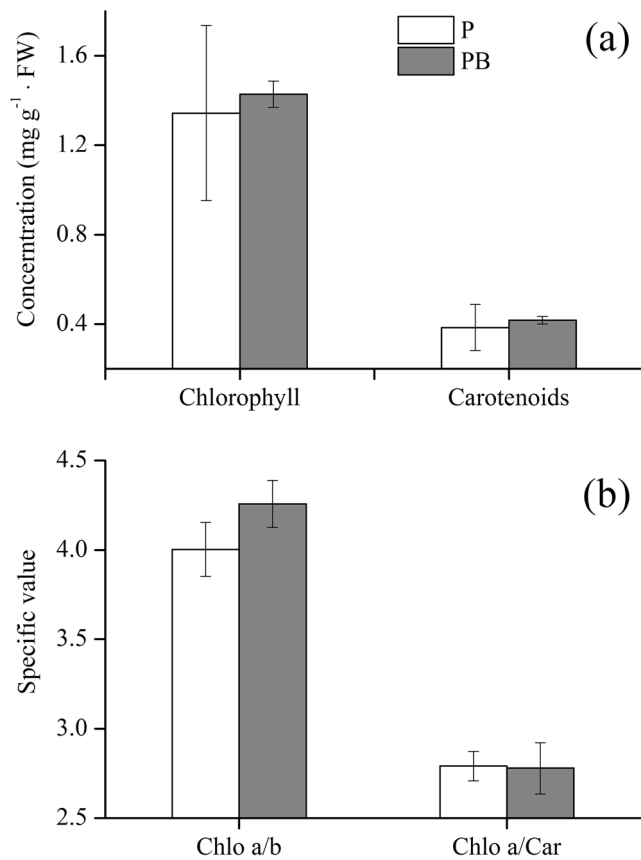 P
PB
(a)
Concerntration (mg g⁻¹ · FW)
1.6
1.2
0.8
0.4
Chlorophyll Carotenoids
(b)
Specific value
4.5
4.0
3.5
3.0
2.5
Chlo a/b Chlo a/Car